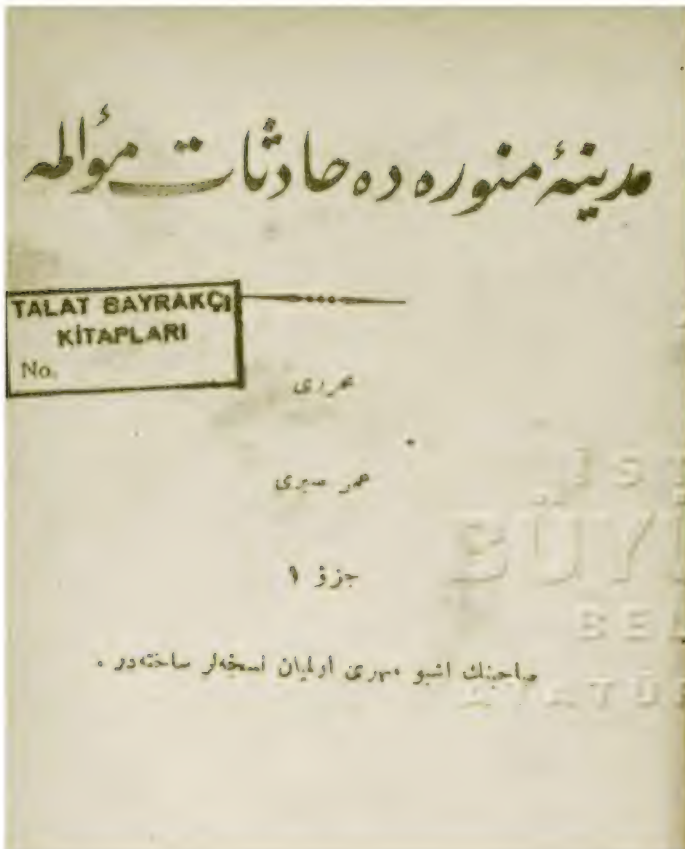 مدینهٔ منوره ده حادثات مؤلمه
TALAT BAYRAKÇI
KİTAPLARI
No.
محرری
عمر صبری
جزؤ ۱
صاحبنك اشبو مهری اولمیان نسخه‌لر ساخته‌در .